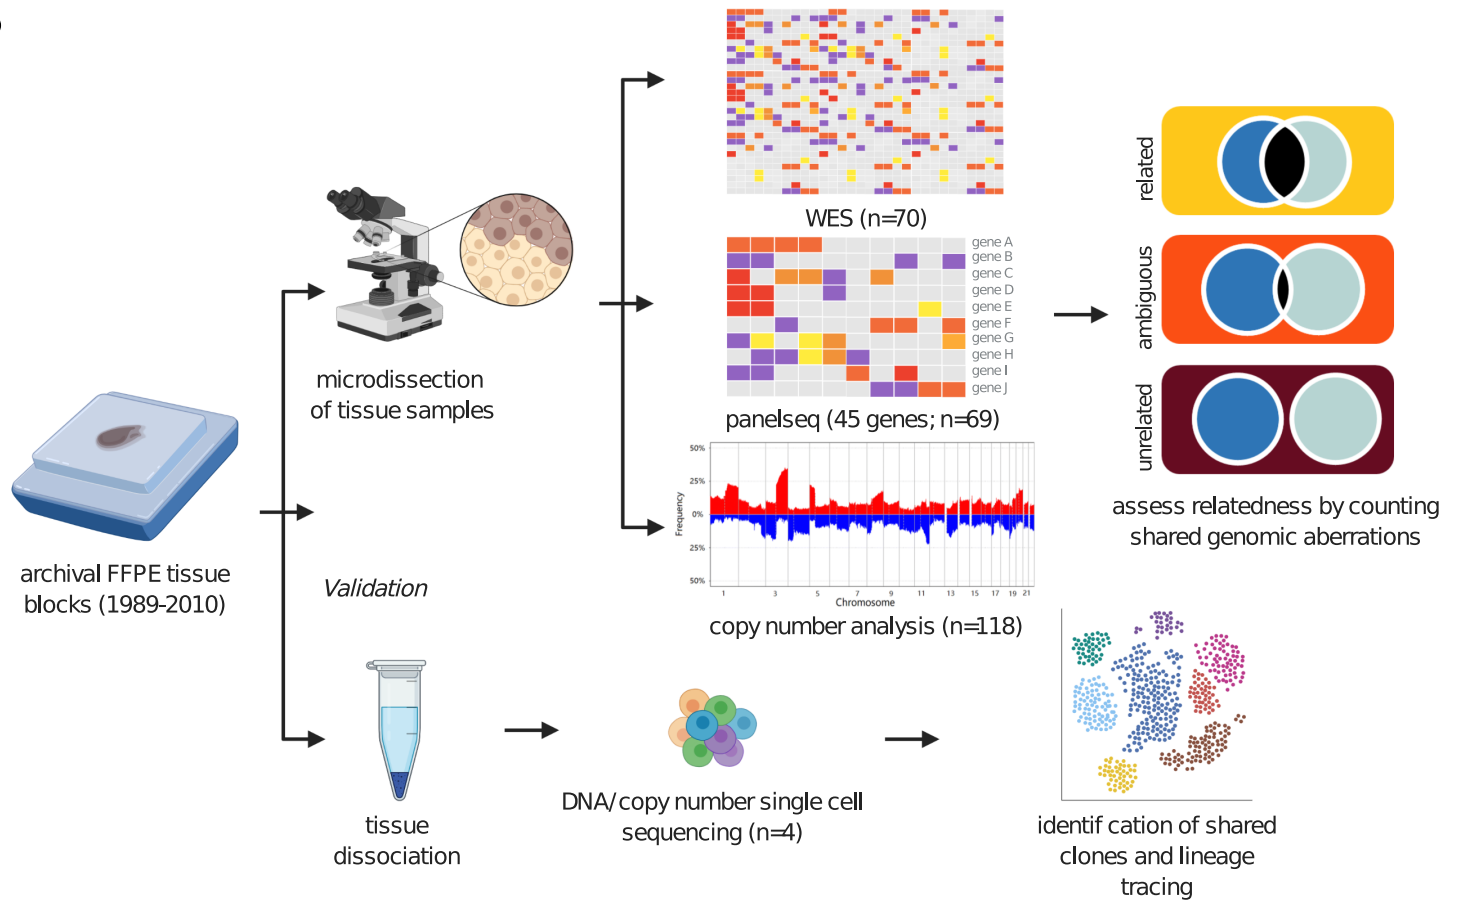 archival FFPE tissue
blocks (1989-2010)
microdissection
of tissue samples
Validation
tissue
dissociation
WES (n=70)
gene A
gene B
gene C
gene D
gene E
gene F
gene G
gene H
gene I
gene J
panelseq (45 genes; n=69)
50%
25%
0%
25%
50%
Frequency
1 3 5 7 9 11 13 15 17 19 21
Chromosome
copy number analysis (n=118)
DNA/copy number single cell
sequencing (n=4)
related
ambiguous
unrelated
assess relatedness by counting
shared genomic aberrations
identif cation of shared
clones and lineage
tracing